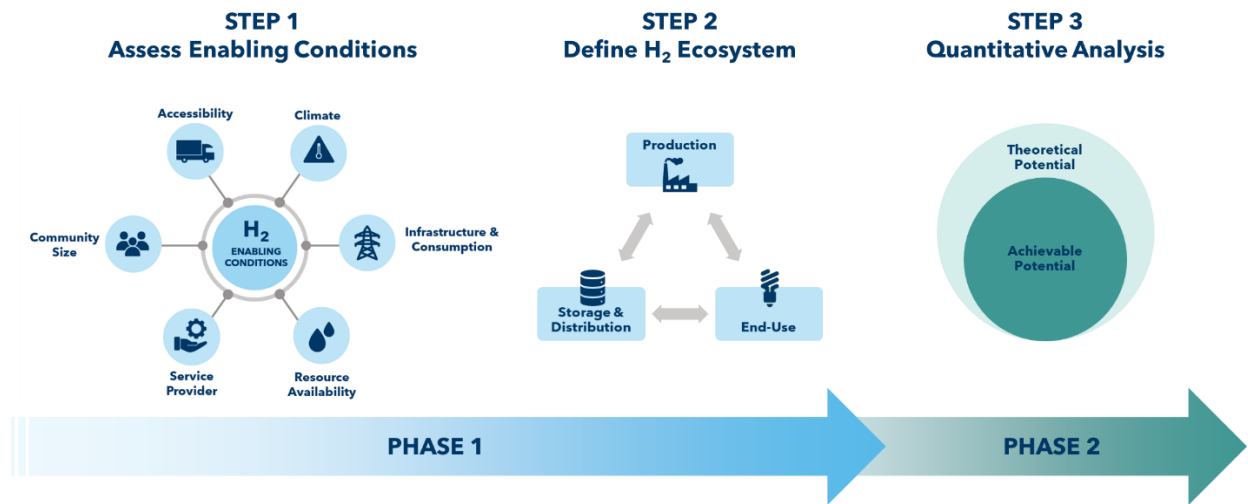 STEP 1
Assess Enabling Conditions
STEP 2
Define H₂ Ecosystem
STEP 3
Quantitative Analysis
Accessibility
Climate
Community
Size
H₂
ENABLING
CONDITIONS
Infrastructure &
Consumption
Service
Provider
Resource
Availability
Production
Storage &
Distribution
End-Use
Theoretical
Potential
Achievable
Potential
PHASE 1
PHASE 2